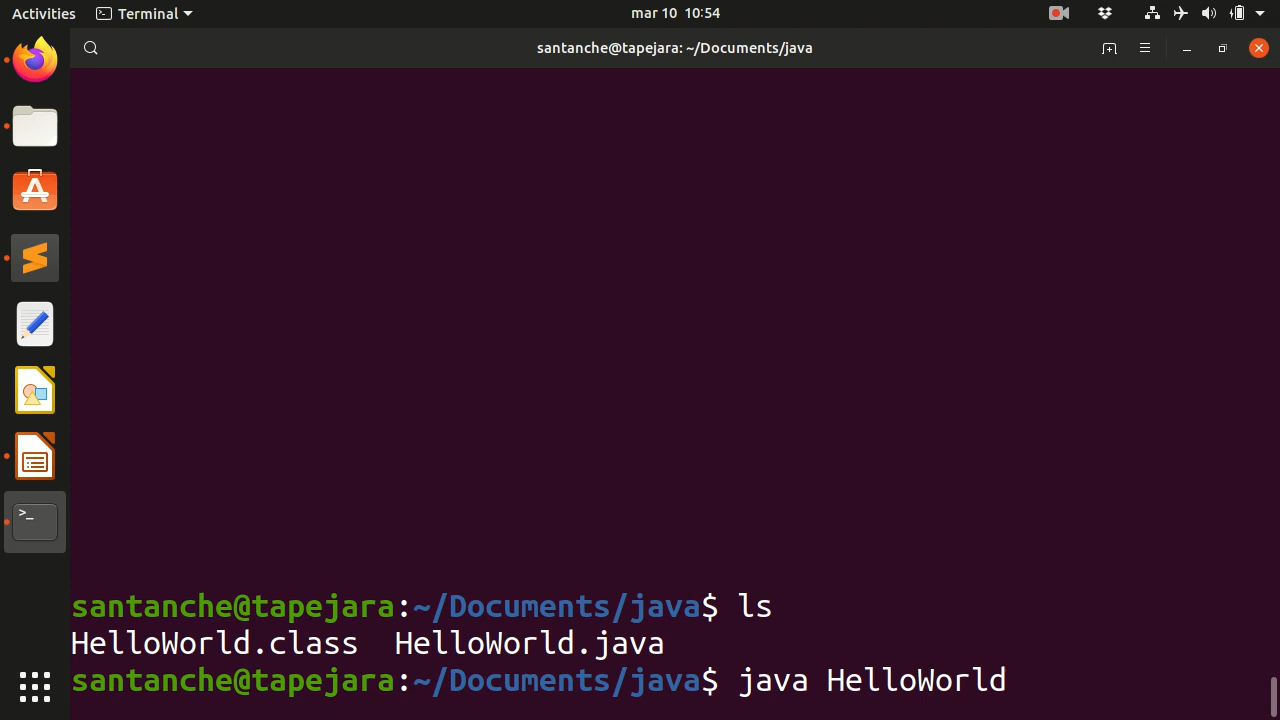 Activities Terminal mar 10 10:54
santanche@tapejara: ~/Documents/java
>_
santanche@tapejara:~/Documents/java$ ls
HelloWorld.class HelloWorld.java
santanche@tapejara:~/Documents/java$ java HelloWorld